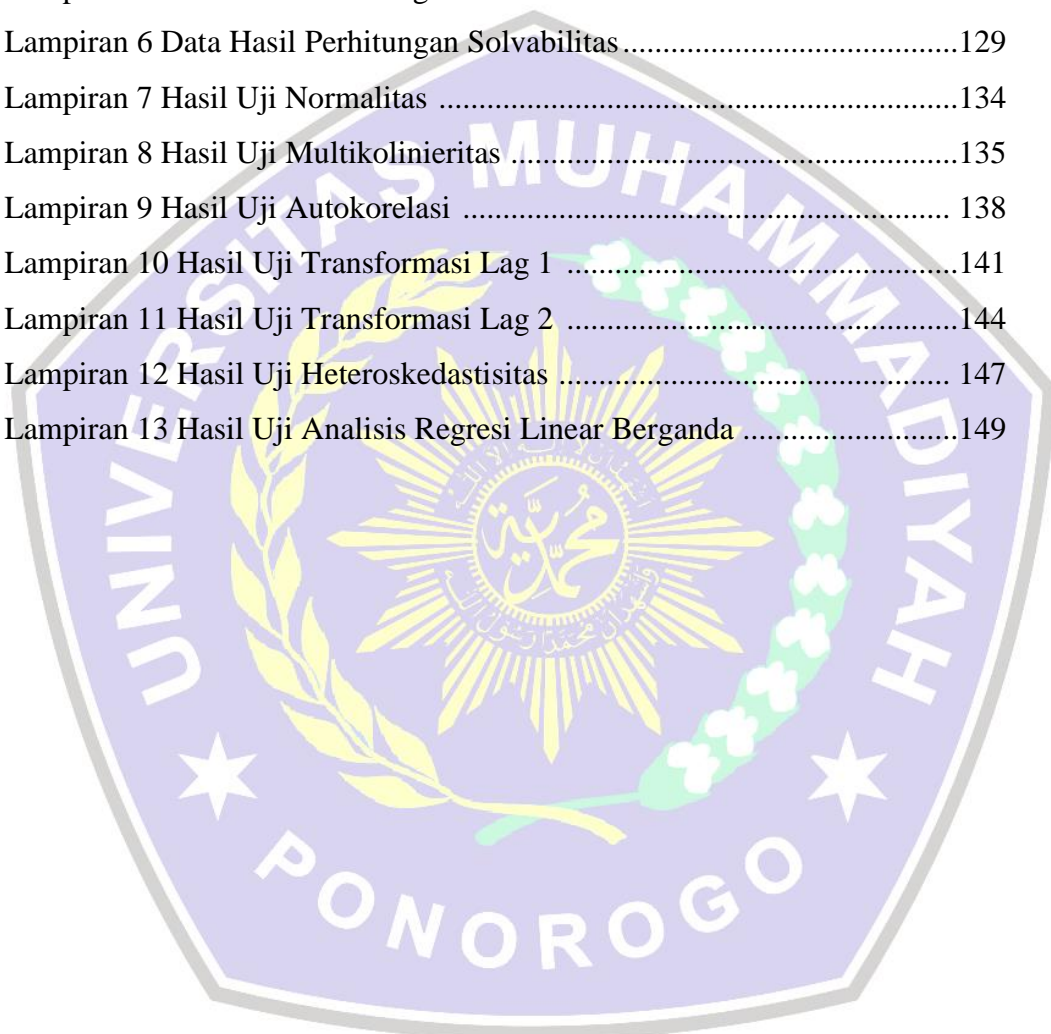 Lampiran 6 Data Hasil Perhitungan Solvabilitas..........................................129
Lampiran 7 Hasil Uji Normalitas .................................................................134
Lampiran 8 Hasil Uji Multikolinieritas ........................................................135
Lampiran 9 Hasil Uji Autokorelasi ............................................................. 138
Lampiran 10 Hasil Uji Transformasi Lag 1 .................................................141
Lampiran 11 Hasil Uji Transformasi Lag 2 .................................................144
Lampiran 12 Hasil Uji Heteroskedastisitas ................................................. 147
Lampiran 13 Hasil Uji Analisis Regresi Linear Berganda ...........................149
UNIVERSITAS MUHAMMADIYAH
محمدية
PONOROGO